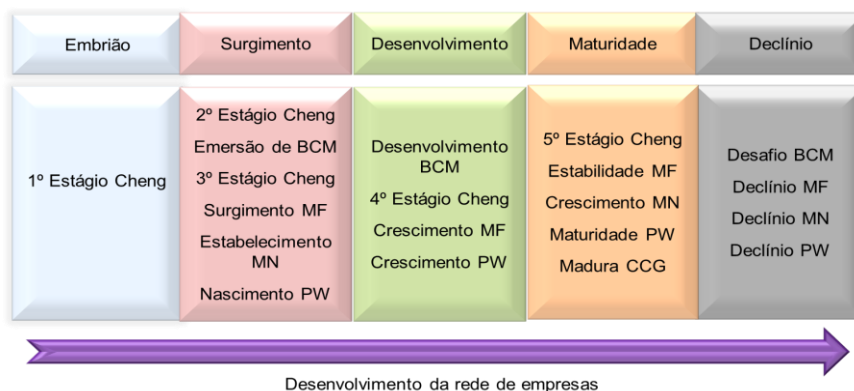 Embrião
Surgimento
Desenvolvimento
Maturidade
Declínio
1º Estágio Cheng
2º Estágio Cheng
Emersão de BCM
3º Estágio Cheng
Surgimento MF
Estabelecimento
MN
Nascimento PW
Desenvolvimento
BCM
4º Estágio Cheng
Crescimento MF
Crescimento PW
5º Estágio Cheng
Estabilidade MF
Crescimento MN
Maturidade PW
Madura CCG
Desafio BCM
Declínio MF
Declínio MN
Declínio PW
Desenvolvimento da rede de empresas